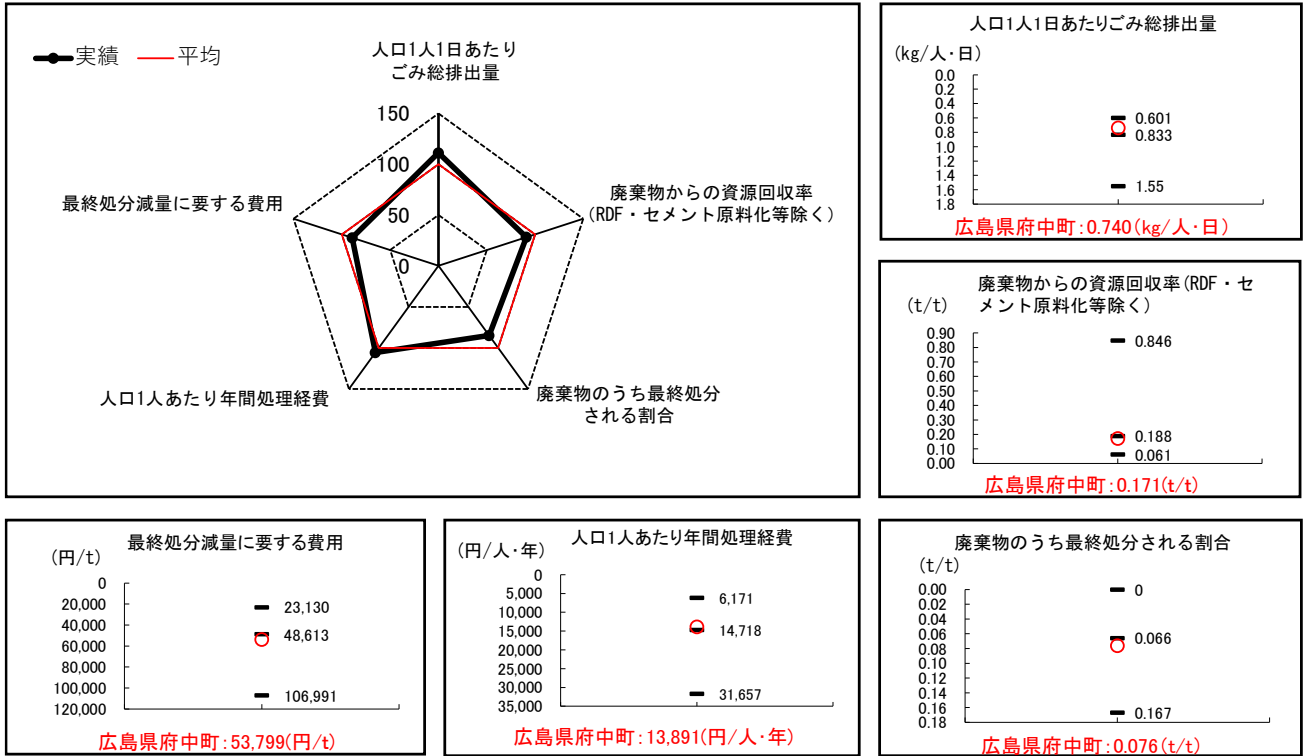 実績
平均
人口1人1日あたり
ごみ総排出量
150
100
50
0
廃棄物からの資源回収率
(RDF・セメント原料化等除く)
最終処分減量に要する費用
人口1人あたり年間処理経費
廃棄物のうち最終処分
される割合
人口1人1日あたりごみ総排出量
(kg/人・日)
0.0
0.2
0.4
0.6
0.8
1.0
1.2
1.4
1.6
1.8
0.601
0.833
1.55
広島県府中町:0.740(kg/人・日)
廃棄物からの資源回収率(RDF・セ
メント原料化等除く)
(t/t)
0.90
0.80
0.70
0.60
0.50
0.40
0.30
0.20
0.10
0.00
0.846
0.188
0.061
広島県府中町:0.171(t/t)
最終処分減量に要する費用
(円/t)
0
20,000
40,000
60,000
80,000
100,000
120,000
23,130
48,613
106,991
広島県府中町:53,799(円/t)
人口1人あたり年間処理経費
(円/人・年)
0
5,000
10,000
15,000
20,000
25,000
30,000
35,000
6,171
14,718
31,657
広島県府中町:13,891(円/人・年)
廃棄物のうち最終処分される割合
(t/t)
0.00
0.02
0.04
0.06
0.08
0.10
0.12
0.14
0.16
0.18
0
0.066
0.167
広島県府中町:0.076(t/t)